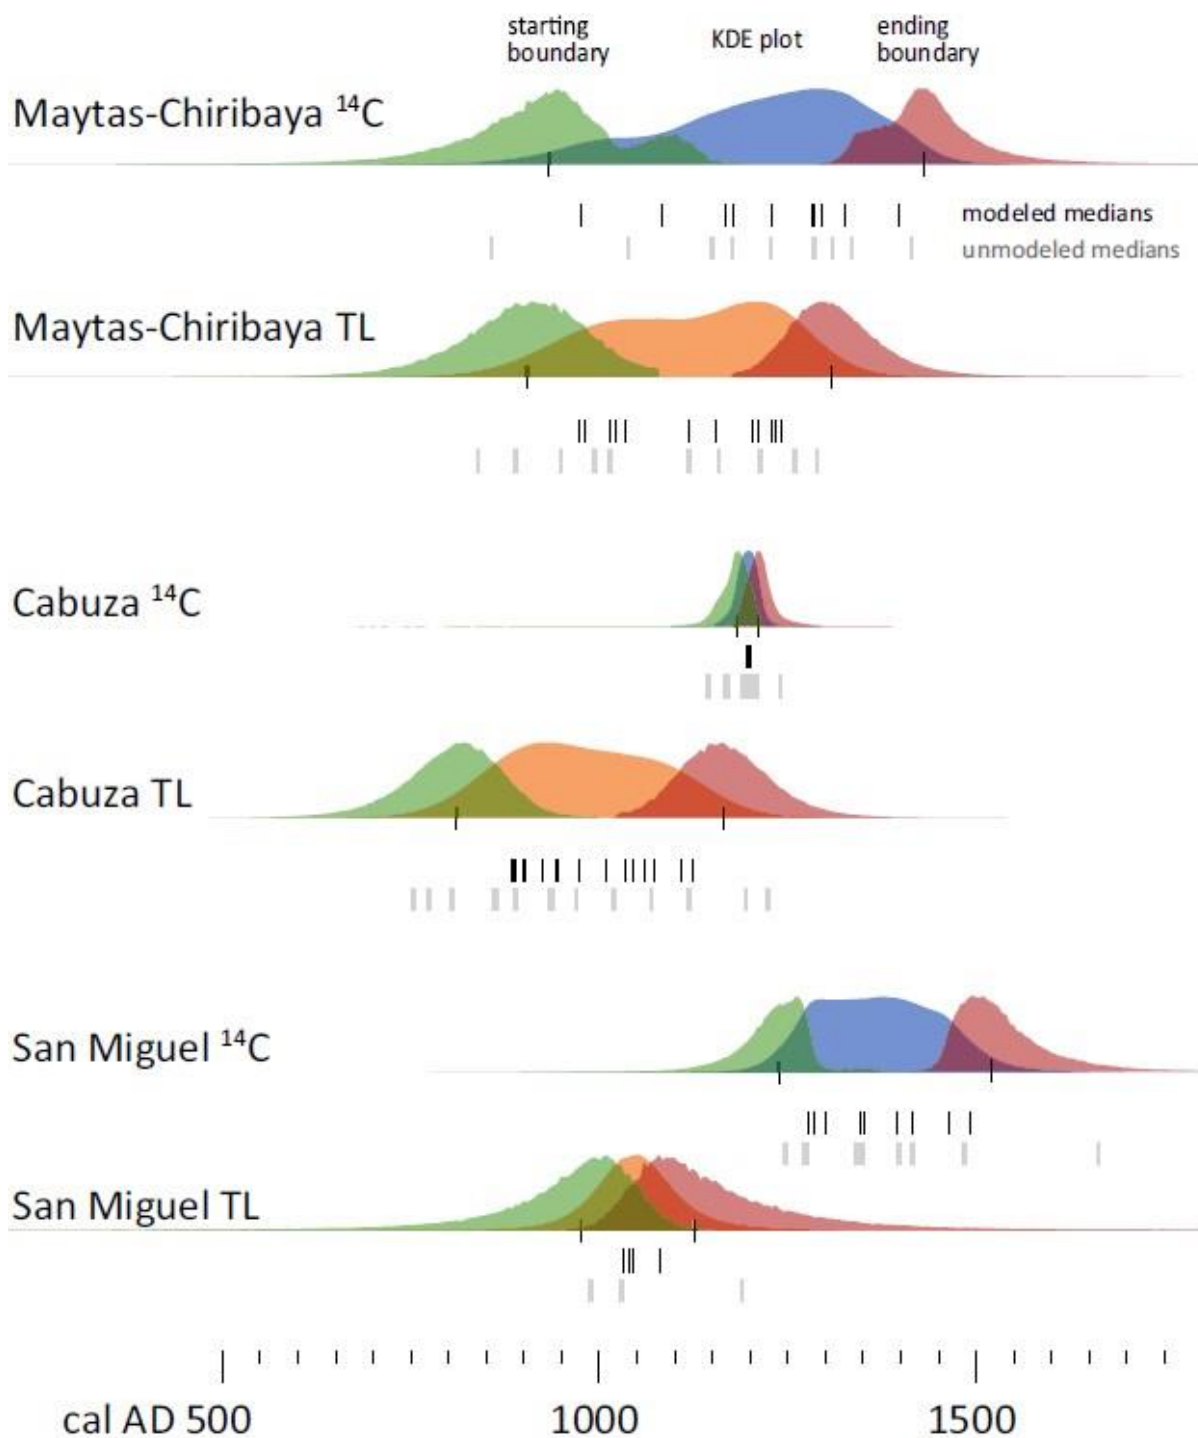 starting
boundary
KDE plot
ending
boundary
Maytas-Chiribaya ¹⁴C
modeled medians
unmodeled medians
Maytas-Chiribaya TL
Cabuza ¹⁴C
Cabuza TL
San Miguel ¹⁴C
San Miguel TL
cal AD 500 1000 1500